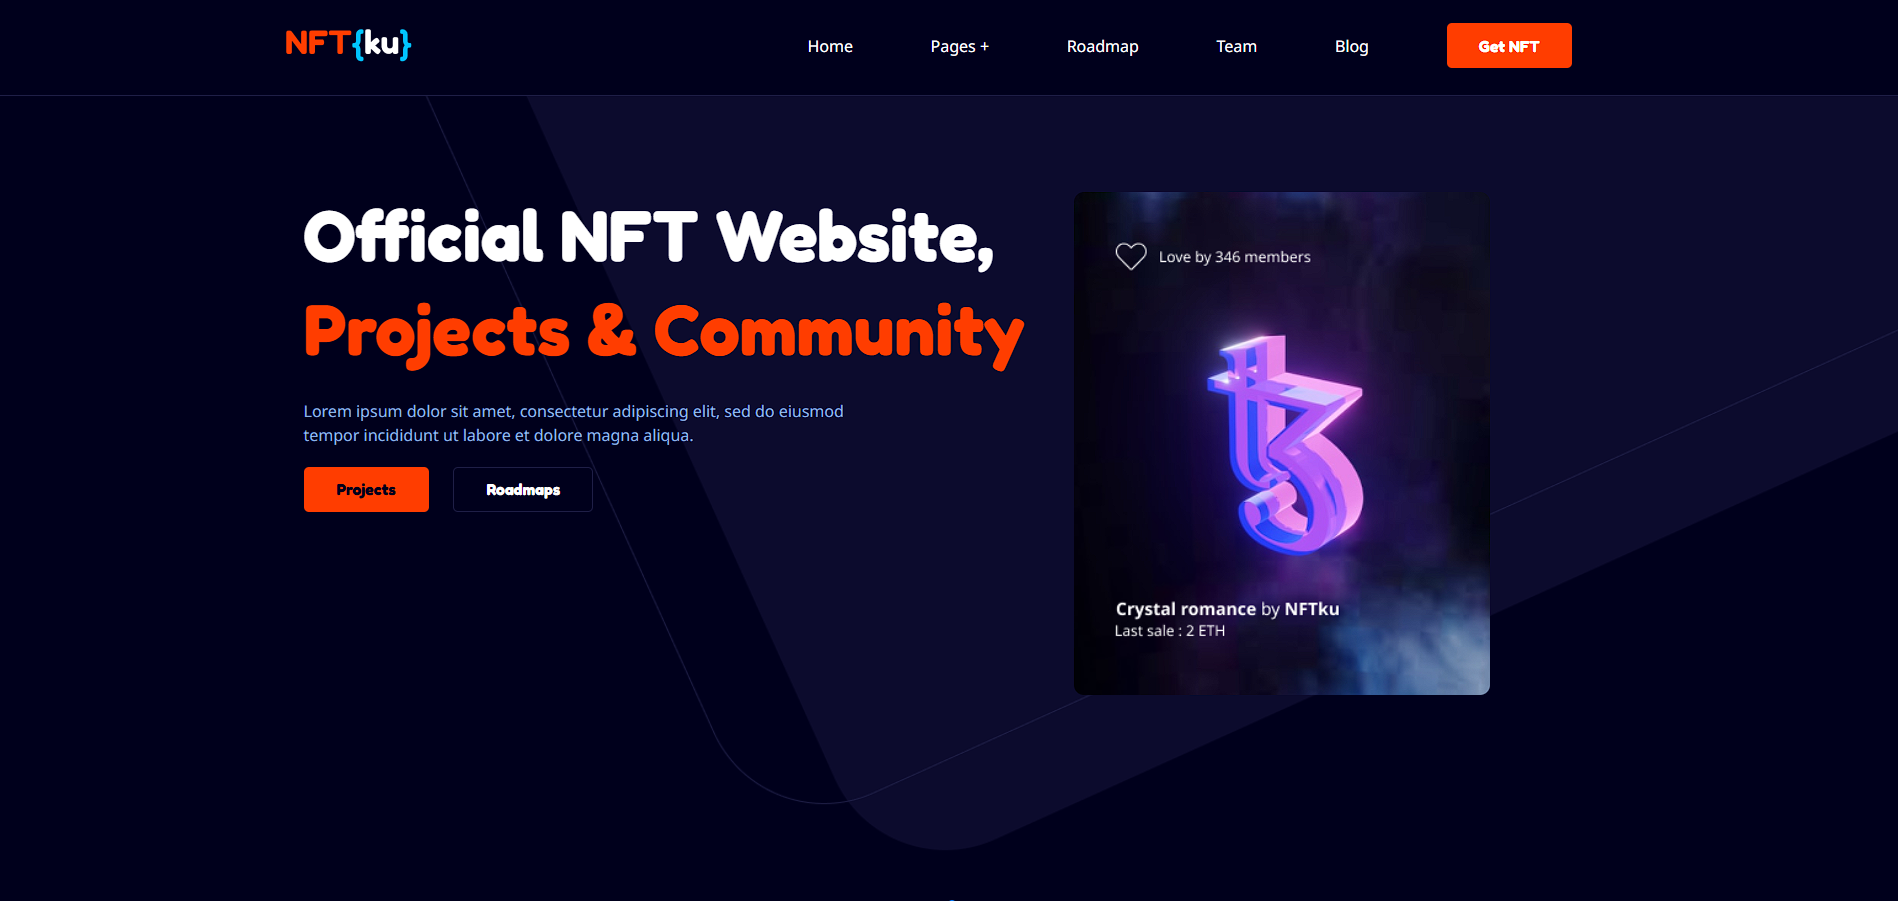 NFT{ku}
Home
Pages +
Roadmap
Team
Blog
Get NFT
Official NFT Website,
Projects & Community
Lorem ipsum dolor sit amet, consectetur adipiscing elit, sed do eiusmod
tempor incididunt ut labore et dolore magna aliqua.
Projects
Roadmaps
Love by 346 members
Crystal romance by NFTku
Last sale : 2 ETH